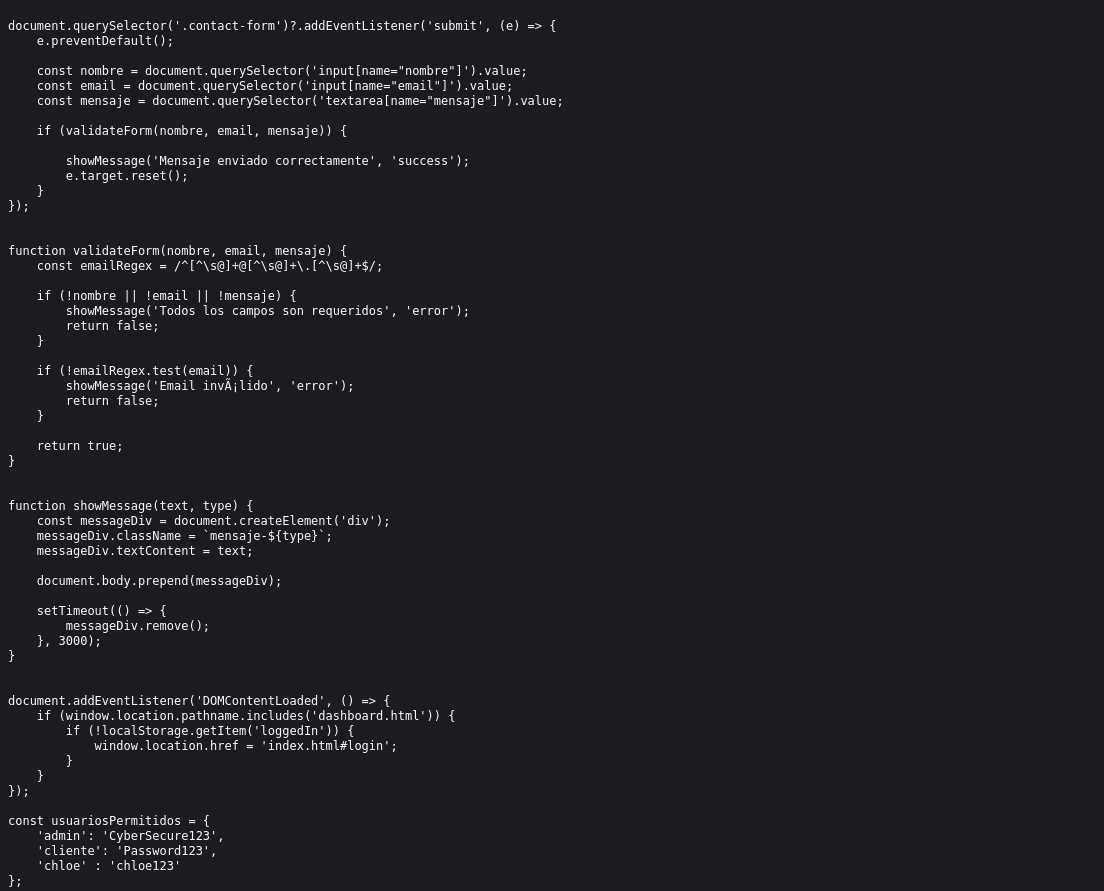 document.querySelector('.contact-form')?.addEventListener('submit', (e) => {
    e.preventDefault();

    const nombre = document.querySelector('input[name="nombre"]').value;
    const email = document.querySelector('input[name="email"]').value;
    const mensaje = document.querySelector('textarea[name="mensaje"]').value;

    if (validateForm(nombre, email, mensaje)) {

        showMessage('Mensaje enviado correctamente', 'success');
        e.target.reset();
    }
});


function validateForm(nombre, email, mensaje) {
    const emailRegex = /^[^\s@]+@[^\s@]+\.[^\s@]+$/;

    if (!nombre || !email || !mensaje) {
        showMessage('Todos los campos son requeridos', 'error');
        return false;
    }

    if (!emailRegex.test(email)) {
        showMessage('Email invÃ¡lido', 'error');
        return false;
    }

    return true;
}


function showMessage(text, type) {
    const messageDiv = document.createElement('div');
    messageDiv.className = `mensaje-${type}`;
    messageDiv.textContent = text;

    document.body.prepend(messageDiv);

    setTimeout(() => {
        messageDiv.remove();
    }, 3000);
}


document.addEventListener('DOMContentLoaded', () => {
    if (window.location.pathname.includes('dashboard.html')) {
        if (!localStorage.getItem('loggedIn')) {
            window.location.href = 'index.html#login';
        }
    }
});

const usuariosPermitidos = {
    'admin': 'CyberSecure123',
    'cliente': 'Password123',
    'chloe' : 'chloe123'
};